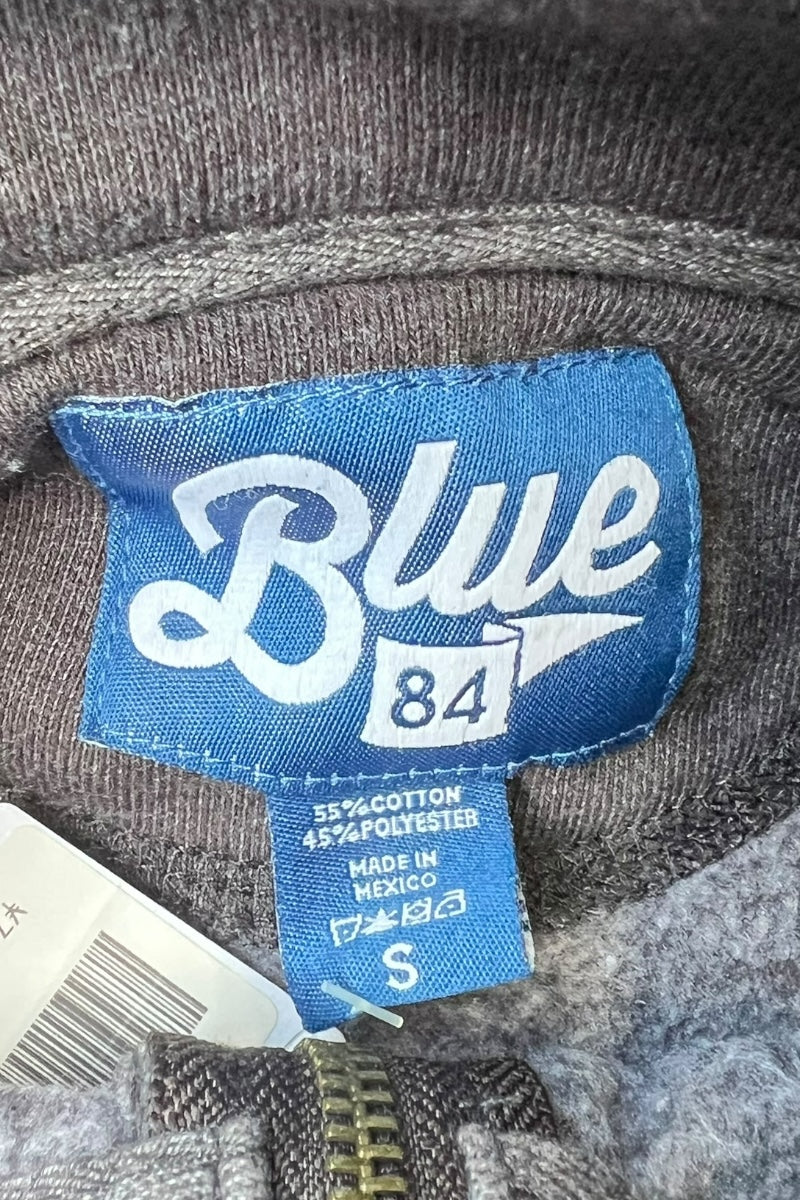 Blue
84
55%COTTON
45%POLYESTER
MADE IN
MEXICO
S